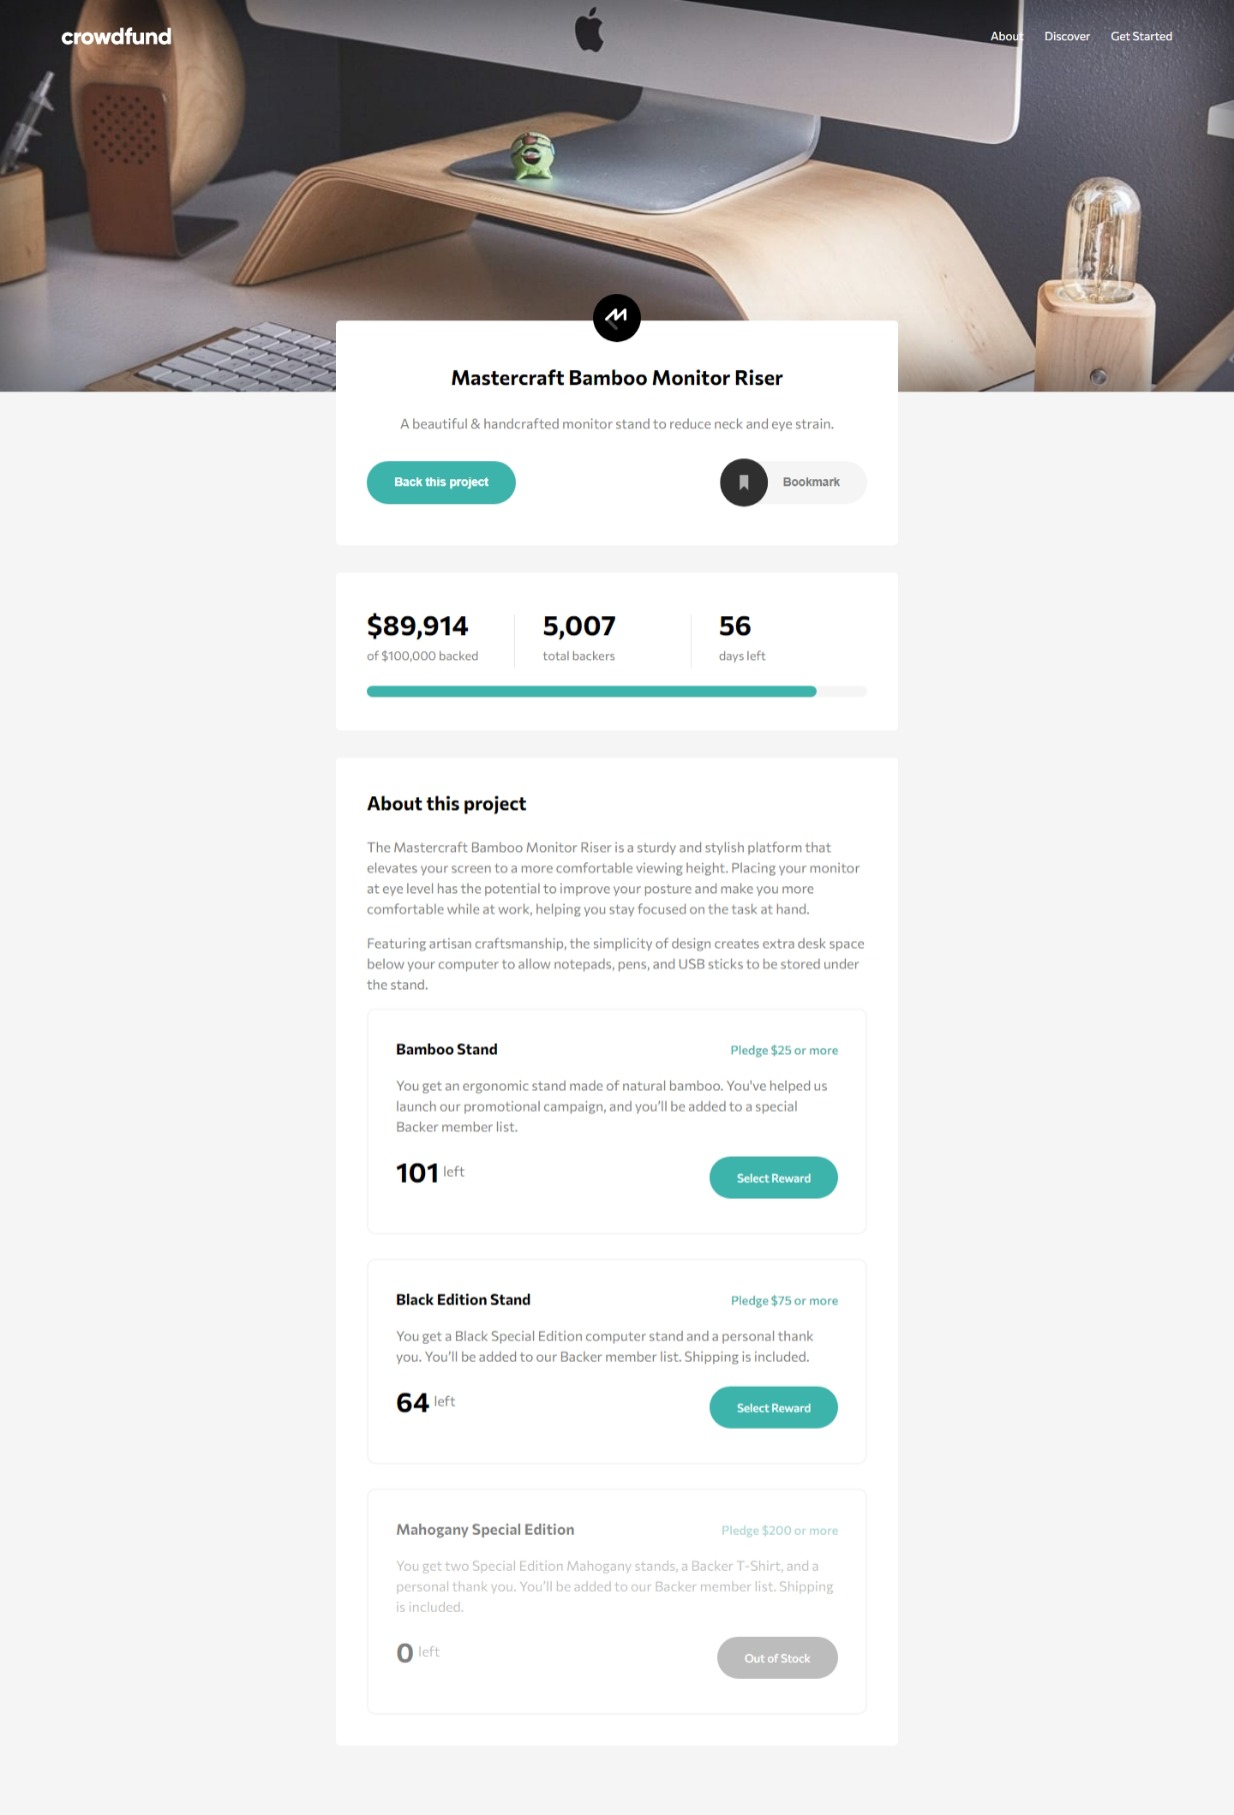 crowdfund
About Discover Get Started
Mastercraft Bamboo Monitor Riser
A beautiful & handcrafted monitor stand to reduce neck and eye strain.
Back this project
Bookmark
$89,914
of $100,000 backed
5,007
total backers
56
days left
About this project
The Mastercraft Bamboo Monitor Riser is a sturdy and stylish platform that
elevates your screen to a more comfortable viewing height. Placing your monitor
at eye level has the potential to improve your posture and make you more
comfortable while at work, helping you stay focused on the task at hand.
Featuring artisan craftsmanship, the simplicity of design creates extra desk space
below your computer to allow notepads, pens, and USB sticks to be stored under
the stand.
Bamboo Stand
Pledge $25 or more
You get an ergonomic stand made of natural bamboo. You've helped us
launch our promotional campaign, and you'll be added to a special
Backer member list.
101 left
Select Reward
Black Edition Stand
Pledge $75 or more
You get a Black Special Edition computer stand and a personal thank
you. You'll be added to our Backer member list. Shipping is included.
64 left
Select Reward
Mahogany Special Edition
Pledge $200 or more
You get two Special Edition Mahogany stands, a Backer T-Shirt, and a
personal thank you. You'll be added to our Backer member list. Shipping
is included.
0 left
Out of Stock